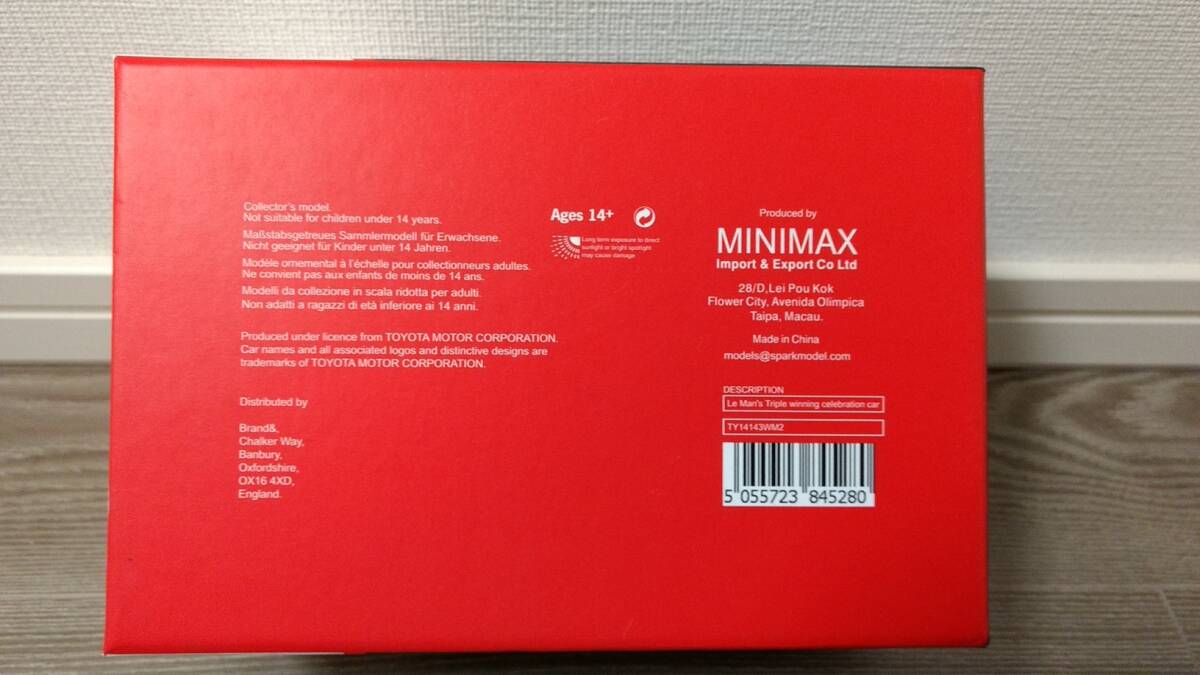 Collector's model.
Not suitable for children under 14 years.
Maßstabsgetreues Sammlermodell für Erwachsene.
Nicht geeignet für Kinder unter 14 Jahren.
Modèle ornemental à l'échelle pour collectionneurs adultes.
Ne convient pas aux enfants de moins de 14 ans.
Modelli da collezione in scala ridotta per adulti.
Non adatti a ragazzi di età inferiore ai 14 anni.
Produced under licence from TOYOTA MOTOR CORPORATION.
Car names and all associated logos and distinctive designs are
trademarks of TOYOTA MOTOR CORPORATION.
Distributed by
Brand&,
Chalker Way,
Banbury,
Oxfordshire,
OX16 4XD,
England.
Ages 14+
Long term exposure to direct
sunlight or bright spotlight
may cause damage
Produced by
MINIMAX
Import & Export Co Ltd
28/D,Lei Pou Kok
Flower City, Avenida Olimpica
Taipa, Macau.
Made in China
models@sparkmodel.com
DESCRIPTION
Le Man's Triple winning celebration car
TY14143WM2
5 055723 845280